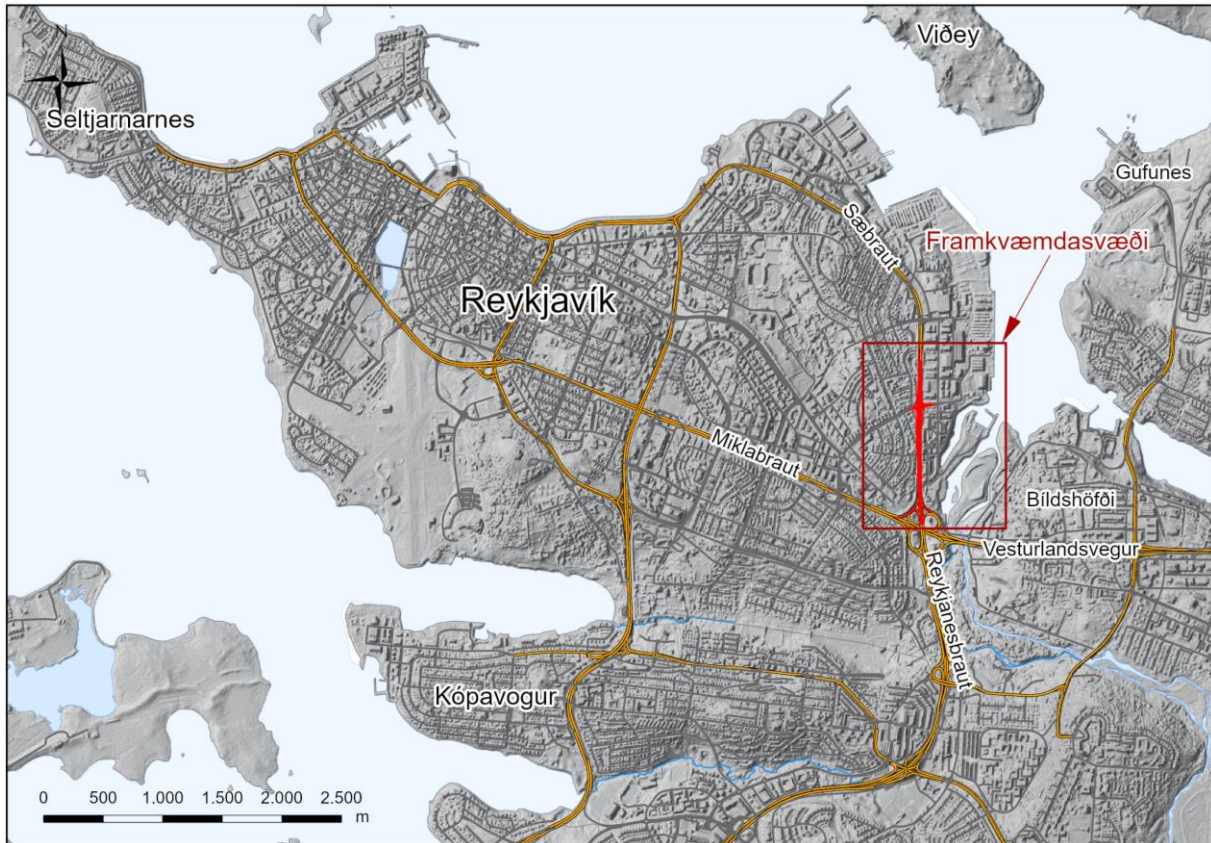 Viðey
N
Seltjarnarnes
Gufunes
Sæbraut
Framkvæmdasvæði
Reykjavík
Miklabraut
Bíldshöfði
Vesturlandsvegur
Reykjanesbraut
Kópavogur
0 500 1.000 1.500 2.000 2.500
m